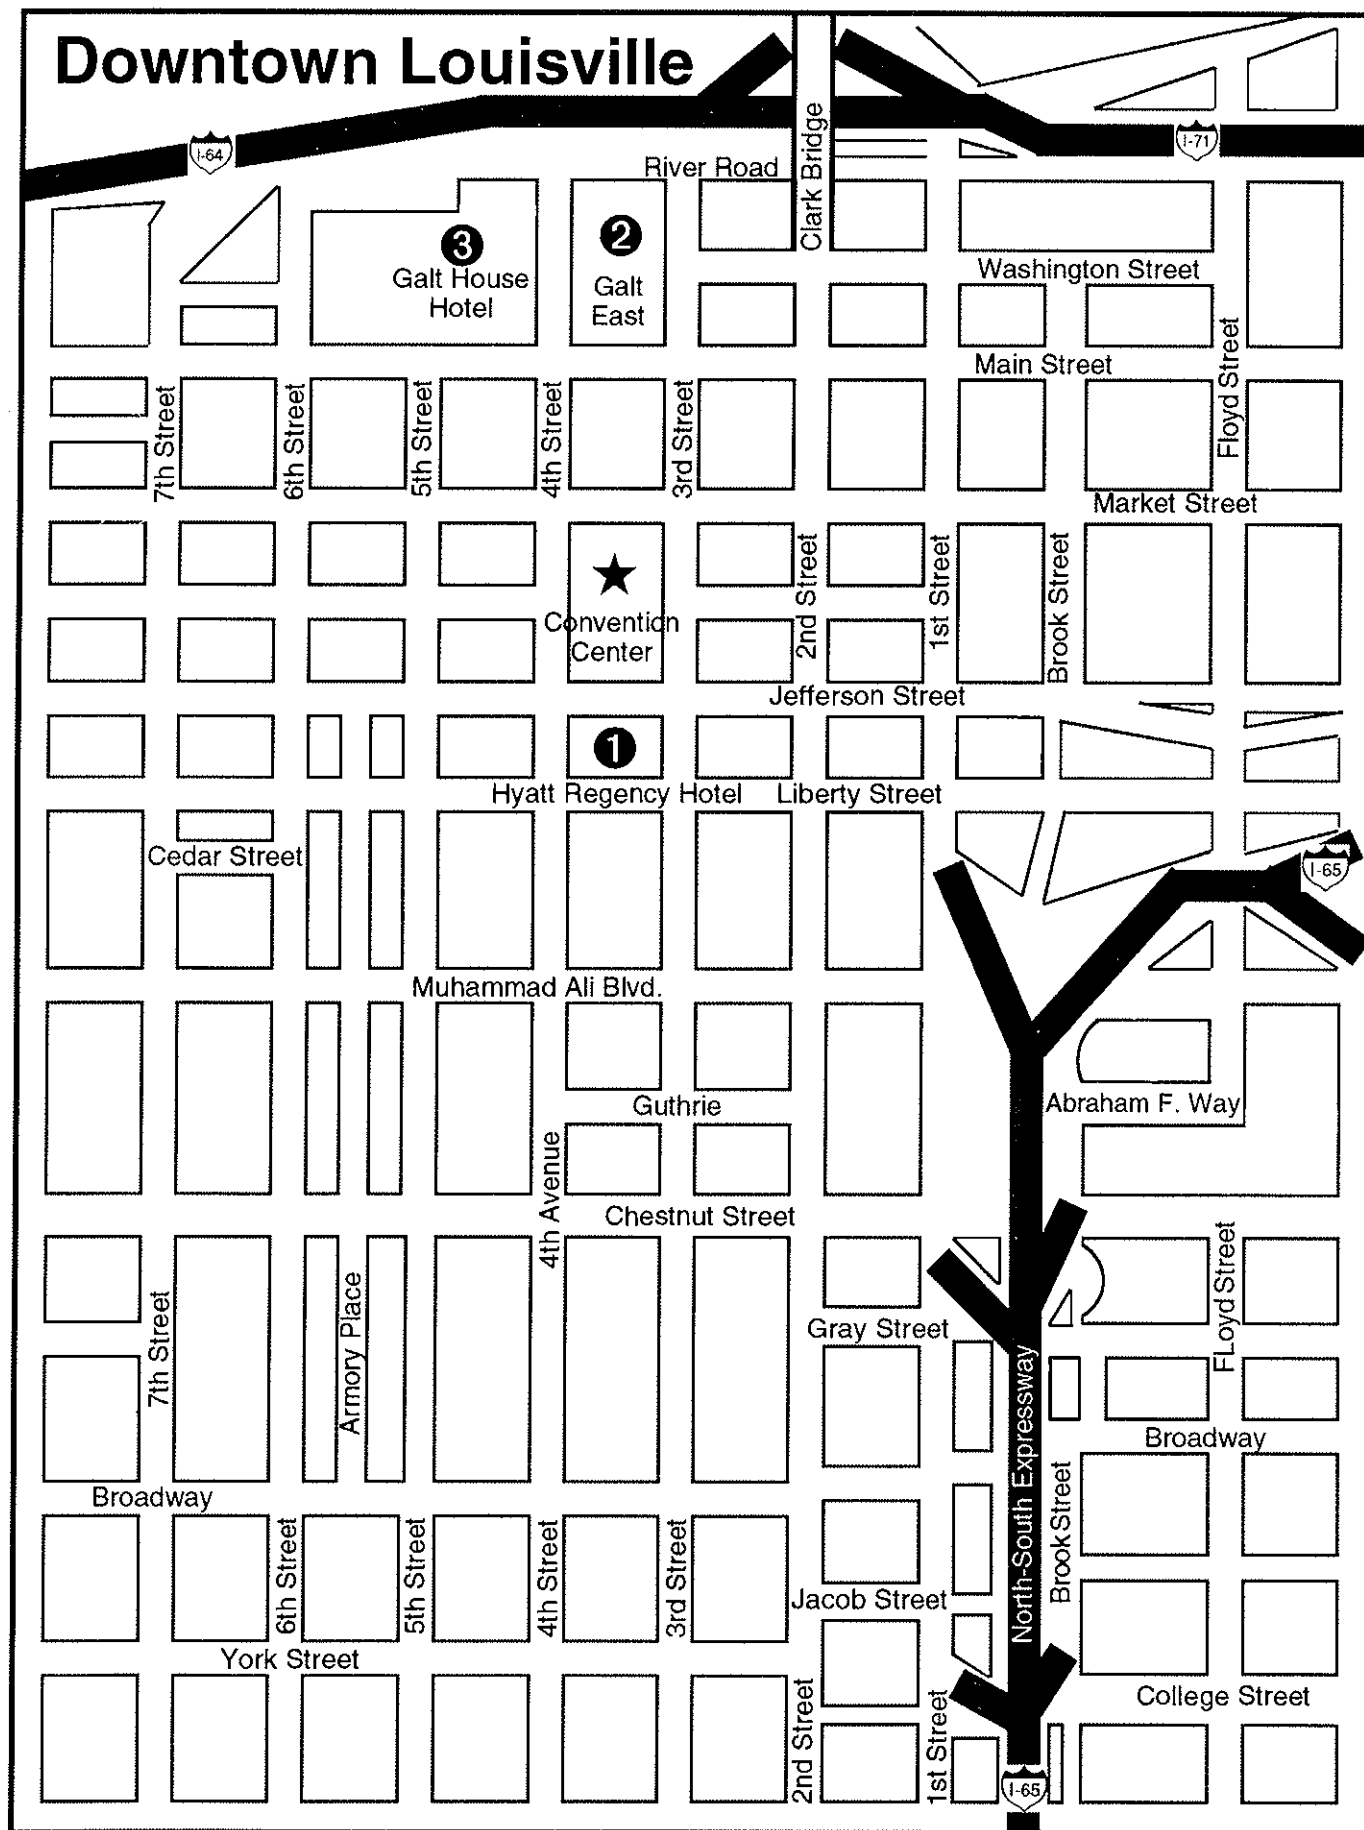 Downtown Louisville
I-64
I-71
Clark Bridge
River Road
3
Galt House
Hotel
2
Galt
East
Washington Street
Main Street
Floyd Street
7th Street
6th Street
5th Street
4th Street
3rd Street
Market Street
Convention
Center
2nd Street
1st Street
Brook Street
Jefferson Street
1
Hyatt Regency Hotel
Liberty Street
Cedar Street
I-65
Muhammad Ali Blvd.
Guthrie
Abraham F. Way
4th Avenue
Chestnut Street
7th Street
Armory Place
Gray Street
FLoyd Street
North-South Expressway
Broadway
Broadway
6th Street
5th Street
4th Street
3rd Street
Brook Street
Jacob Street
York Street
College Street
2nd Street
1st Street
I-65